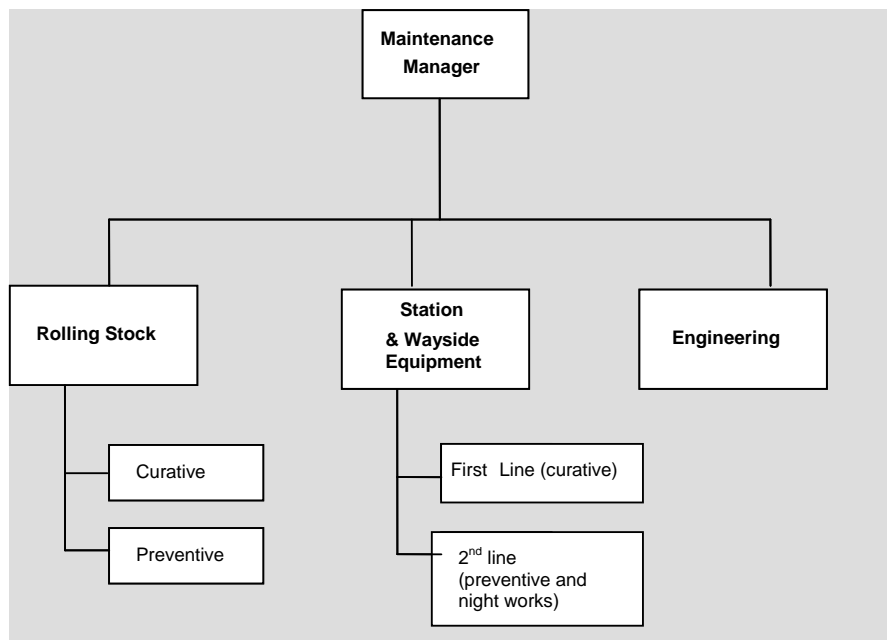 Maintenance
Manager
Rolling Stock
Station
& Wayside
Equipment
Engineering
Curative
First Line (curative)
Preventive
2nd line
(preventive and
night works)